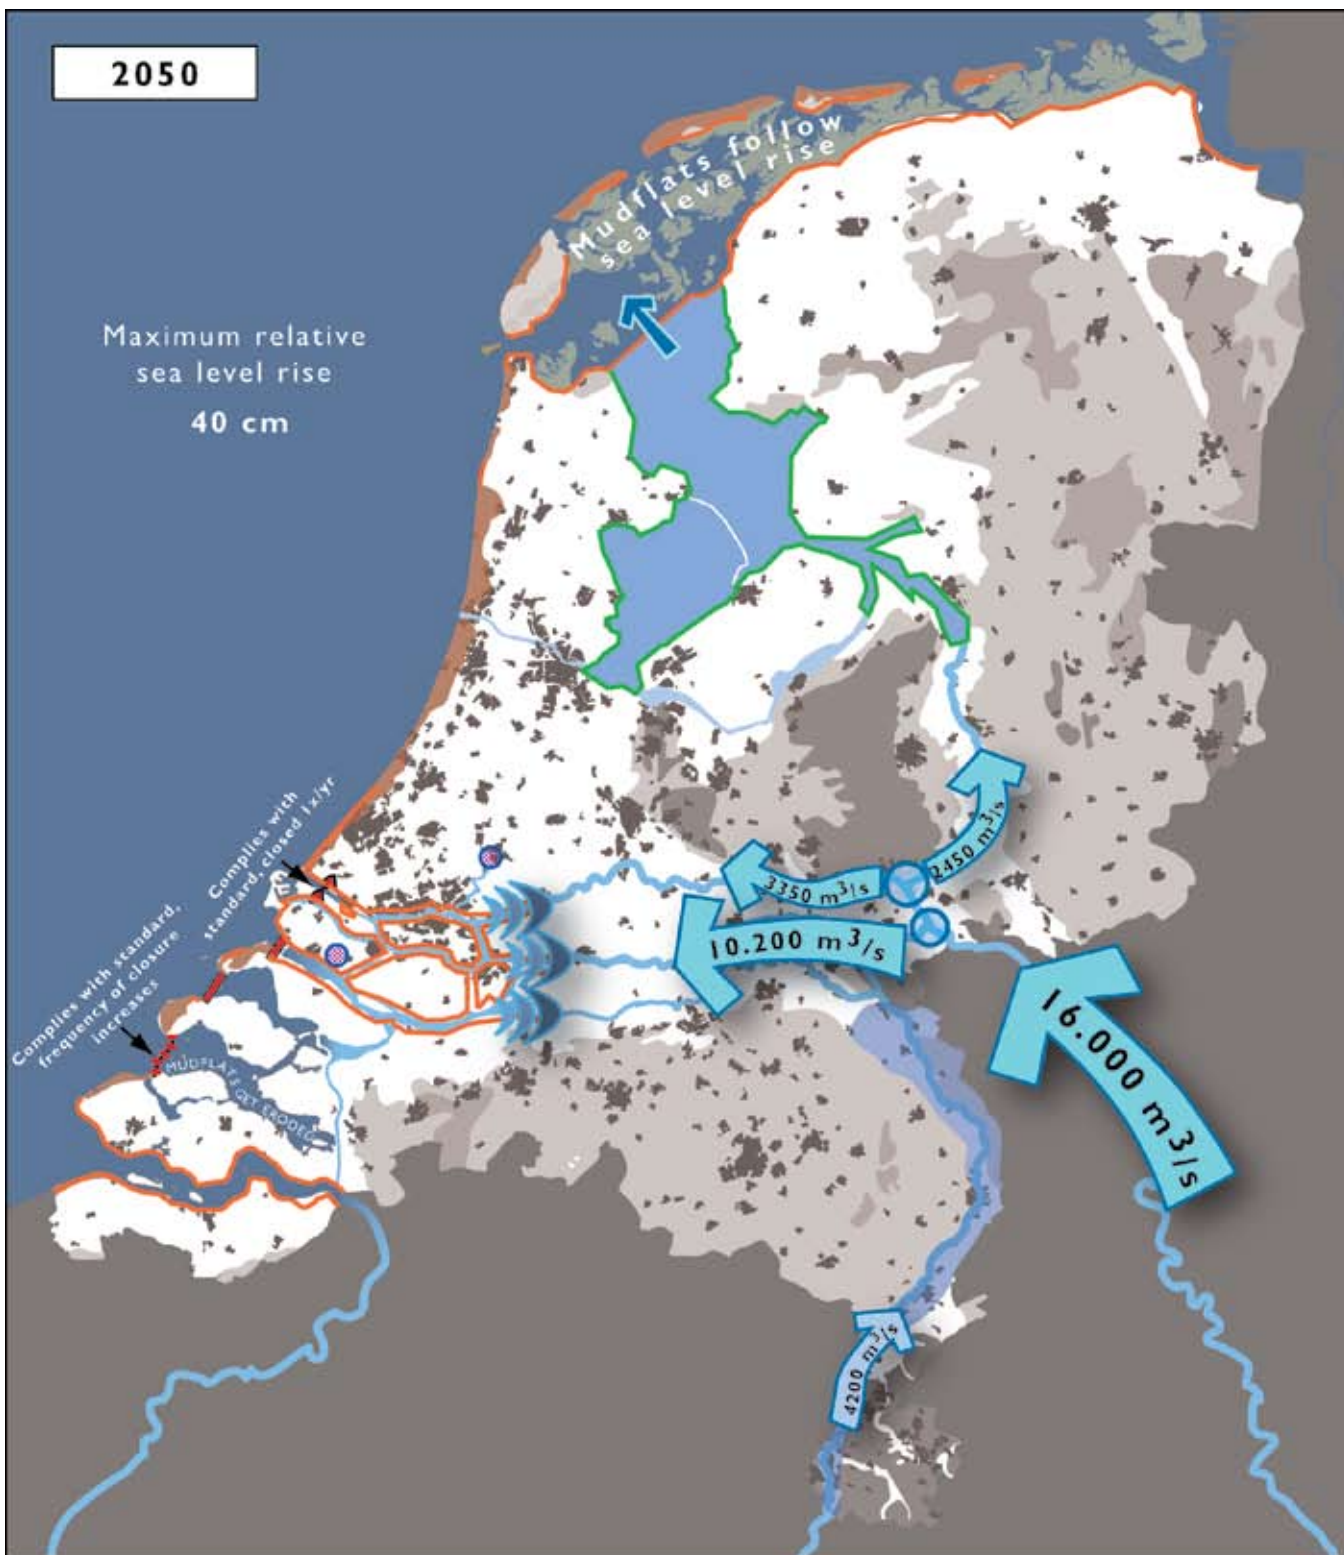 2050
Mudflats follow
sea level rise
Maximum relative
sea level rise
40 cm
Complies with
standard, closed 1x/yr
Complies with standard,
frequency of closure
increases
MUDFLATS GET ERODED
2450 m³/s
3350 m³/s
10.200 m³/s
16.000 m³/s
4200 m³/s